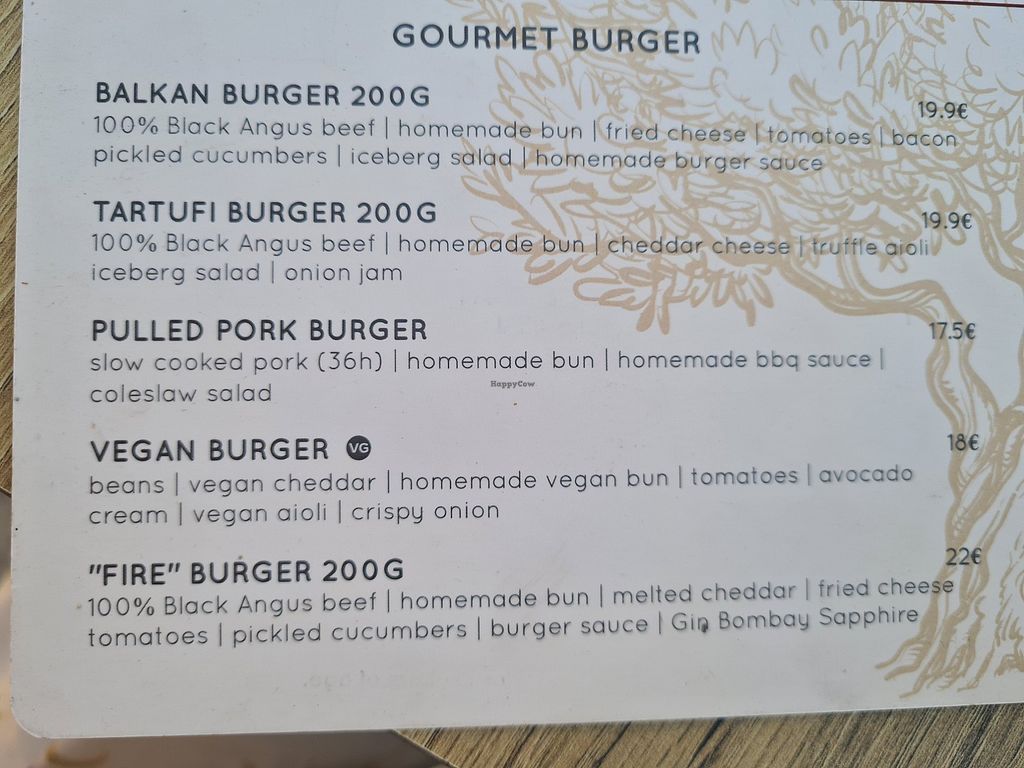 GOURMET BURGER
BALKAN BURGER 200G
19.9€
100% Black Angus beef | homemade bun | fried cheese | tomatoes | bacon
pickled cucumbers | iceberg salad | homemade burger sauce
TARTUFI BURGER 200G
19.9€
100% Black Angus beef | homemade bun | cheddar cheese | truffle aioli
iceberg salad | onion jam
PULLED PORK BURGER
17.5€
slow cooked pork (36h) | homemade bun | homemade bbq sauce |
HappyCow
coleslaw salad
VEGAN BURGER VG
18€
beans | vegan cheddar | homemade vegan bun | tomatoes | avocado
cream | vegan aioli | crispy onion
"FIRE" BURGER 200G
22€
100% Black Angus beef | homemade bun | melted cheddar | fried cheese
tomatoes | pickled cucumbers | burger sauce | Gin Bombay Sapphire